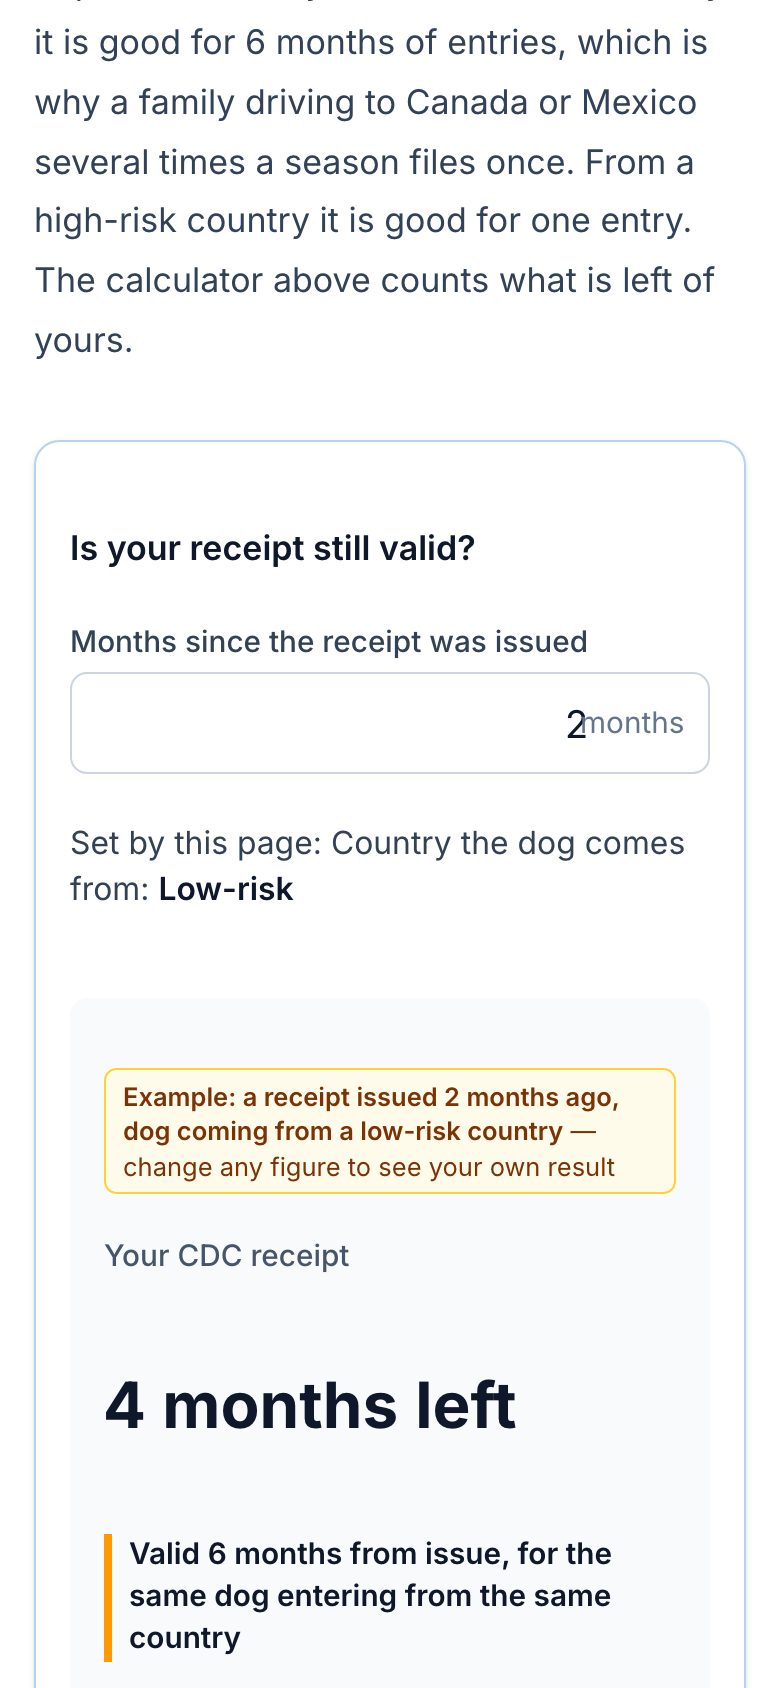 it is good for 6 months of entries, which is
why a family driving to Canada or Mexico
several times a season files once. From a
high-risk country it is good for one entry.
The calculator above counts what is left of
yours.
Is your receipt still valid?
Months since the receipt was issued
2 months
Set by this page: Country the dog comes
from: Low-risk
Example: a receipt issued 2 months ago,
dog coming from a low-risk country —
change any figure to see your own result
Your CDC receipt
4 months left
Valid 6 months from issue, for the
same dog entering from the same
country